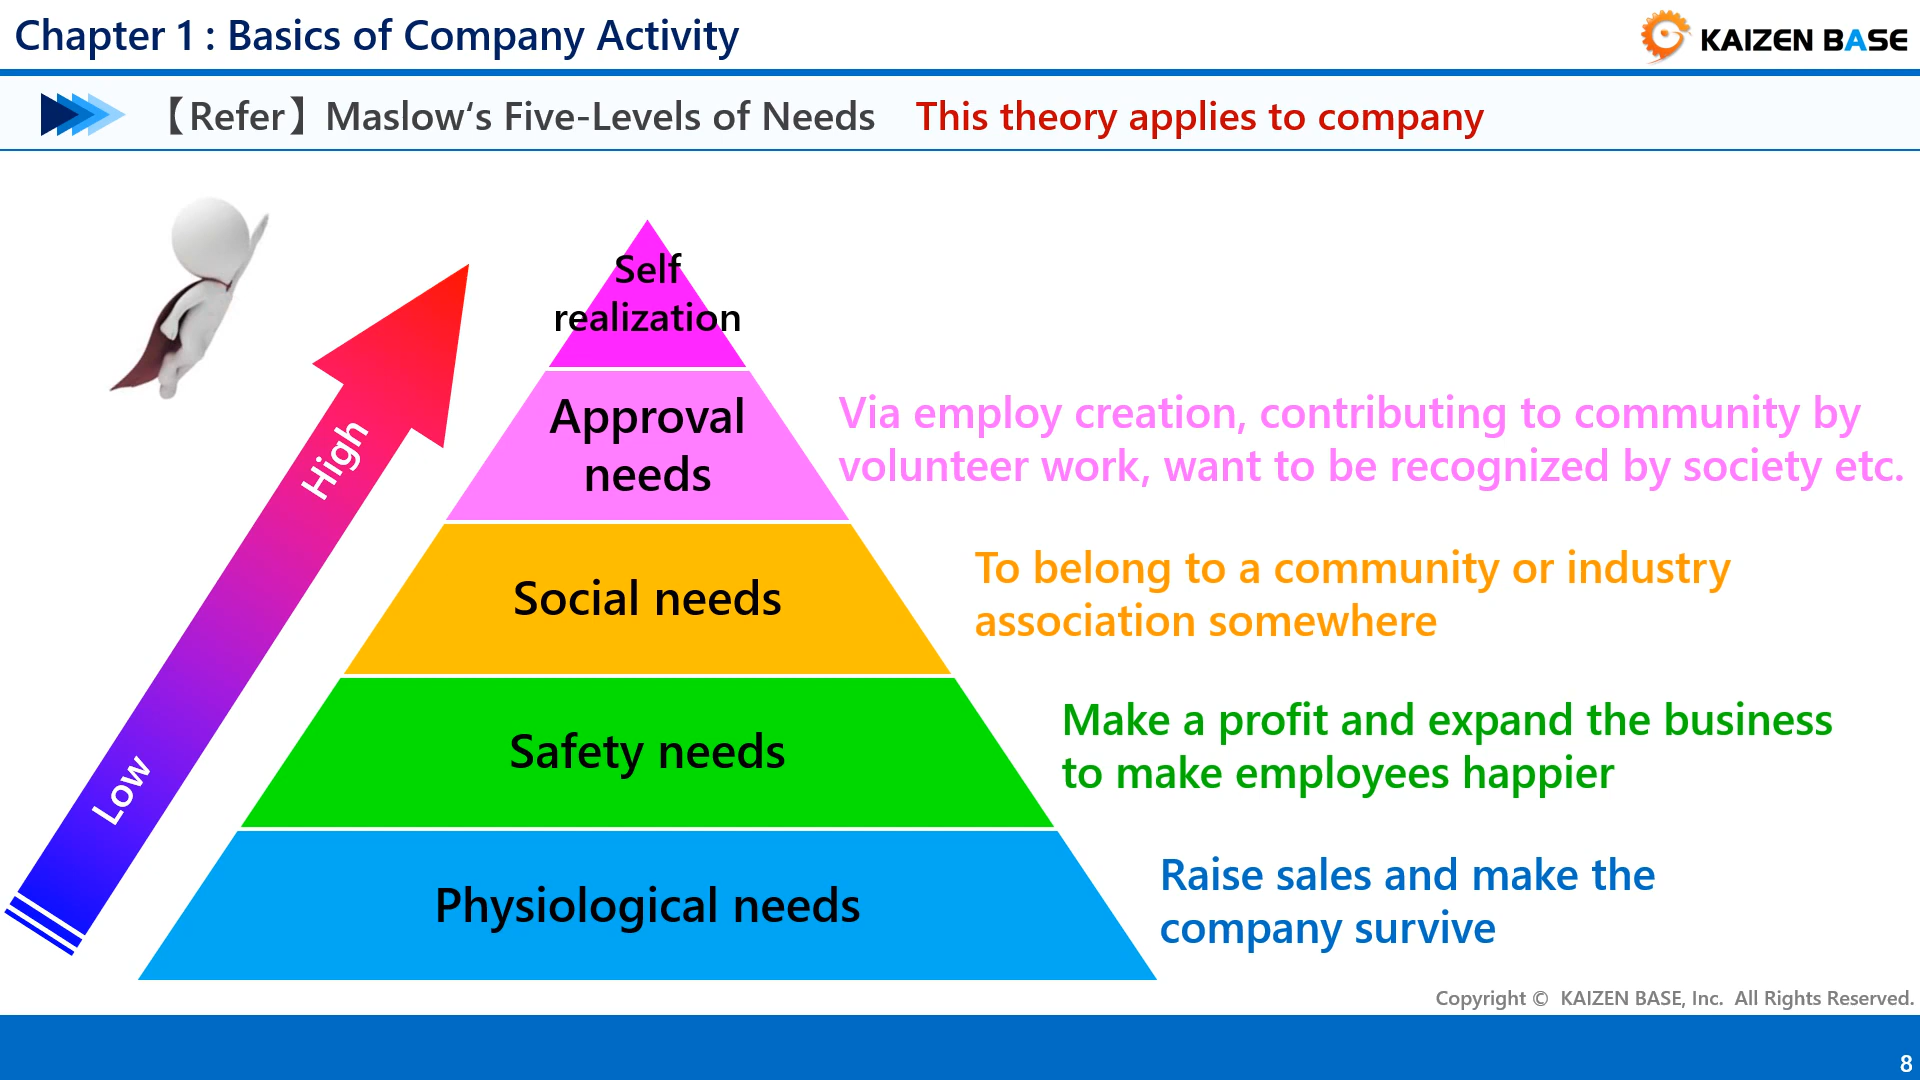 Chapter 1 : Basics of Company Activity
KAIZEN BASE
【Refer】Maslow‘s Five-Levels of Needs This theory applies to company
Self
realization
High
Approval
needs
Via employ creation, contributing to community by
volunteer work, want to be recognized by society etc.
Social needs
To belong to a community or industry
association somewhere
Low
Safety needs
Make a profit and expand the business
to make employees happier
Physiological needs
Raise sales and make the
company survive
Copyright © KAIZEN BASE, Inc. All Rights Reserved.
8